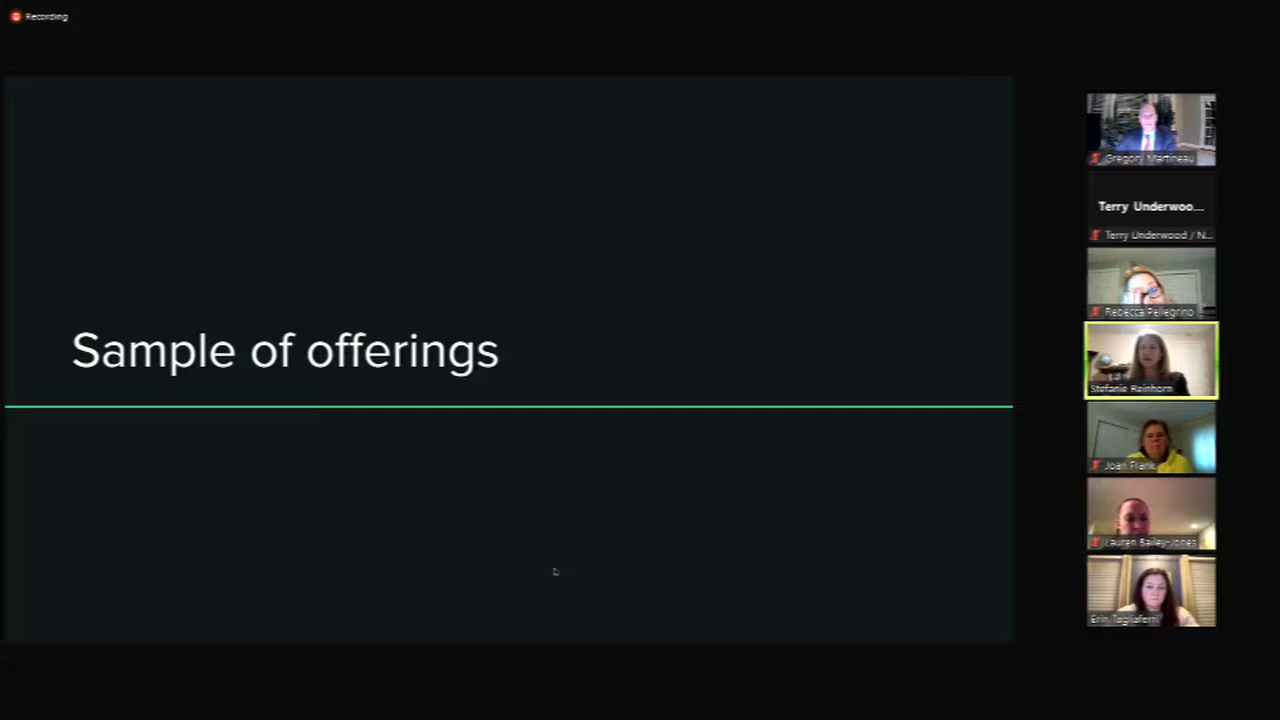 Recording
Sample of offerings
Gregory Martineau
Terry Underwoo...
Terry Underwood / N...
Rebecca Pellegrino
Stefanie Reinhorn
Joan Frank
Lauren Bailey-Jones
Erin Tagliaferri